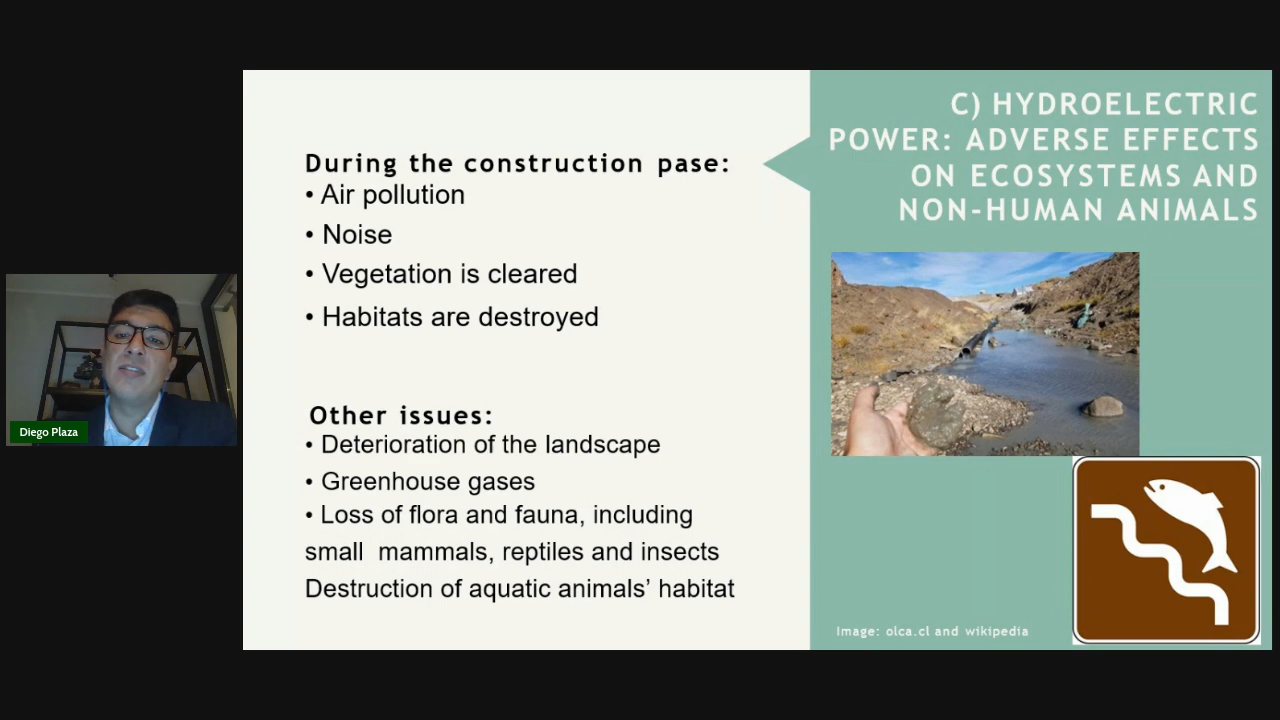 C) HYDROELECTRIC
POWER: ADVERSE EFFECTS
ON ECOSYSTEMS AND
NON-HUMAN ANIMALS
During the construction pase:
• Air pollution
• Noise
• Vegetation is cleared
• Habitats are destroyed
Other issues:
• Deterioration of the landscape
• Greenhouse gases
• Loss of flora and fauna, including
small mammals, reptiles and insects
Destruction of aquatic animals’ habitat
Image: olca.cl and wikipedia
Diego Plaza